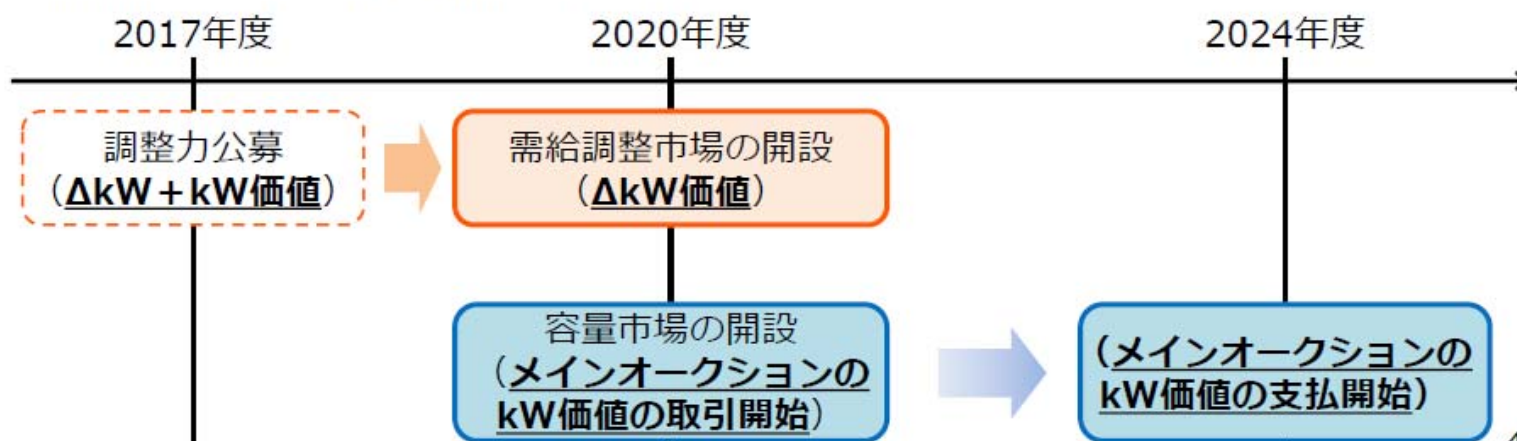 2017年度
2020年度
2024年度
調整力公募
（ΔkW＋kW価値）
需給調整市場の開設
（ΔkW価値）
容量市場の開設
（メインオークションの
kW価値の取引開始）
（メインオークションの
kW価値の支払開始）